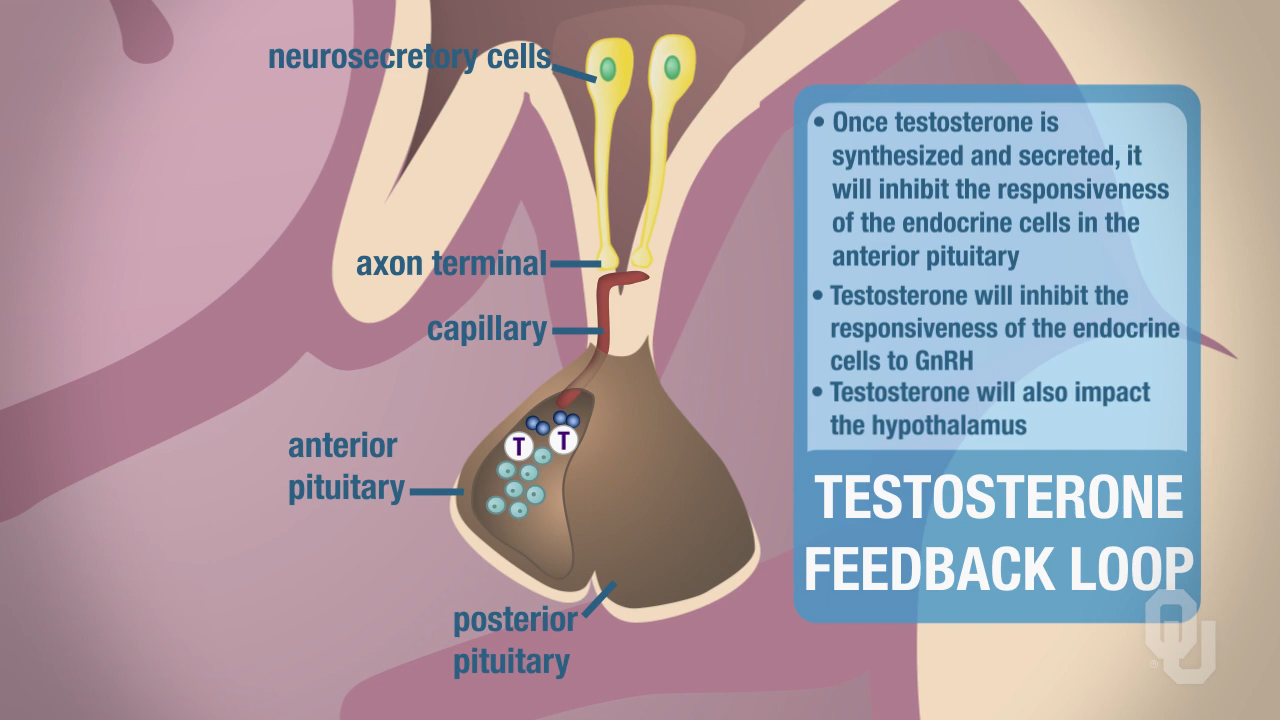 neurosecretory cells
axon terminal
capillary
anterior
pituitary
T
T
posterior
pituitary
• Once testosterone is
synthesized and secreted, it
will inhibit the responsiveness
of the endocrine cells in the
anterior pituitary
• Testosterone will inhibit the
responsiveness of the endocrine
cells to GnRH
• Testosterone will also impact
the hypothalamus
TESTOSTERONE
FEEDBACK LOOP
OU
®